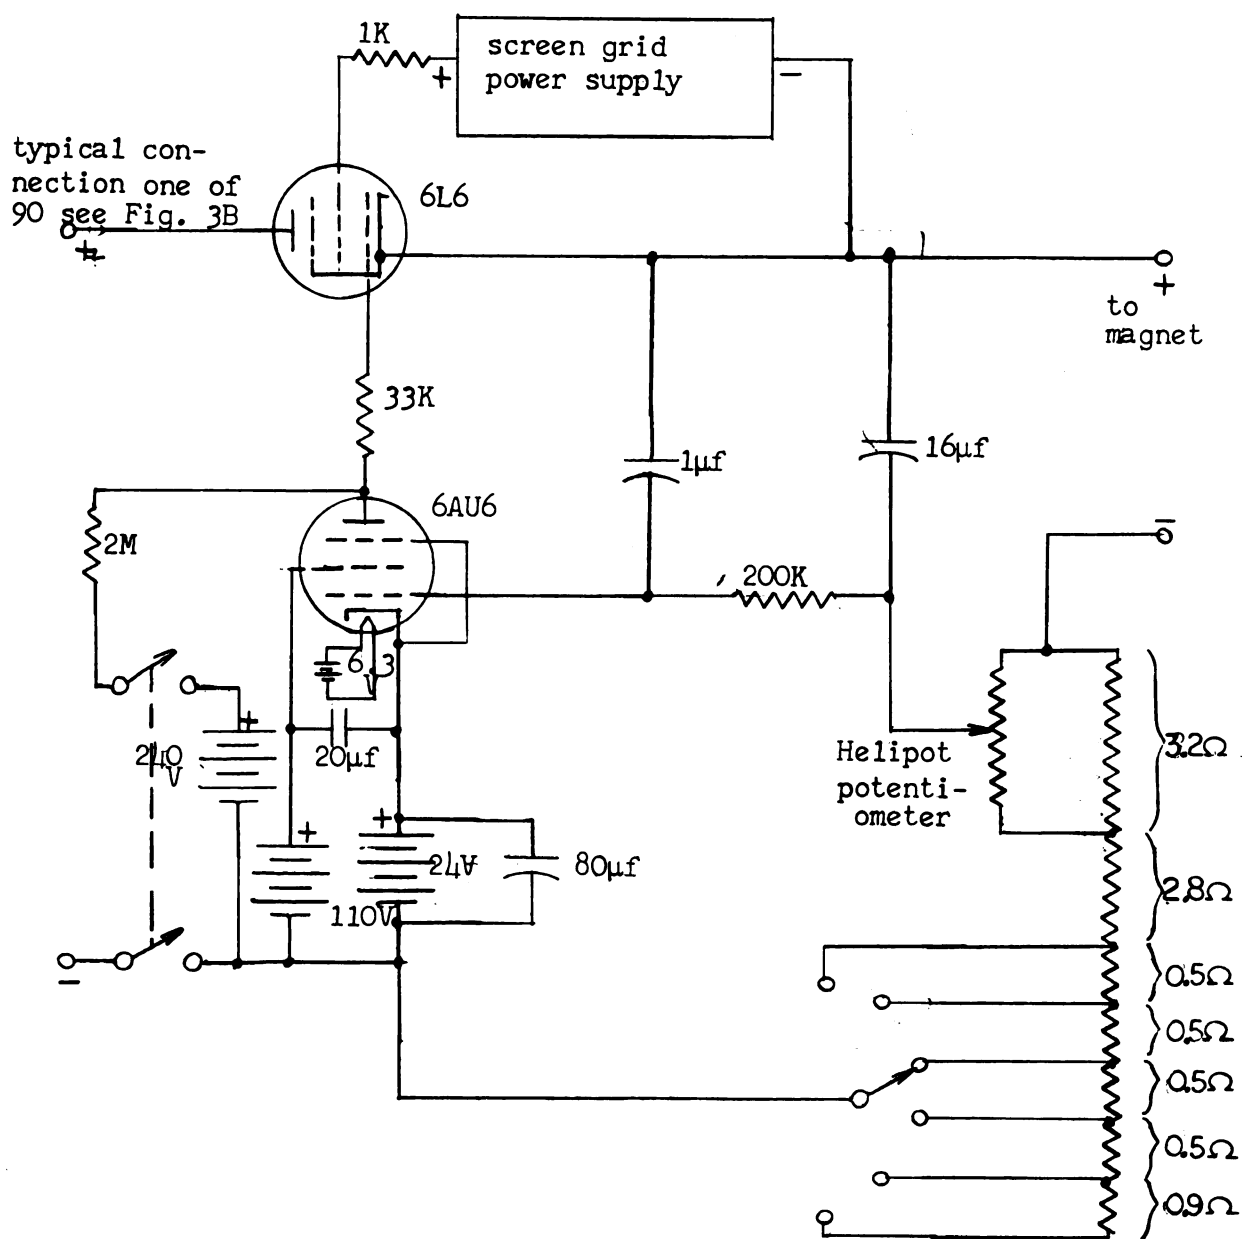 1K
screen grid
power supply
+
−
typical con-
nection one of
90 see Fig. 3B
6L6
+
+
to
magnet
33K
1µf
16µf
6AU6
2M
200K
−
6.3
V
+
240
V
20µf
3.2Ω
Helipot
potenti-
ometer
+
+
24V
80µf
2.8Ω
110V
−
0.5Ω
0.5Ω
0.5Ω
0.5Ω
0.9Ω